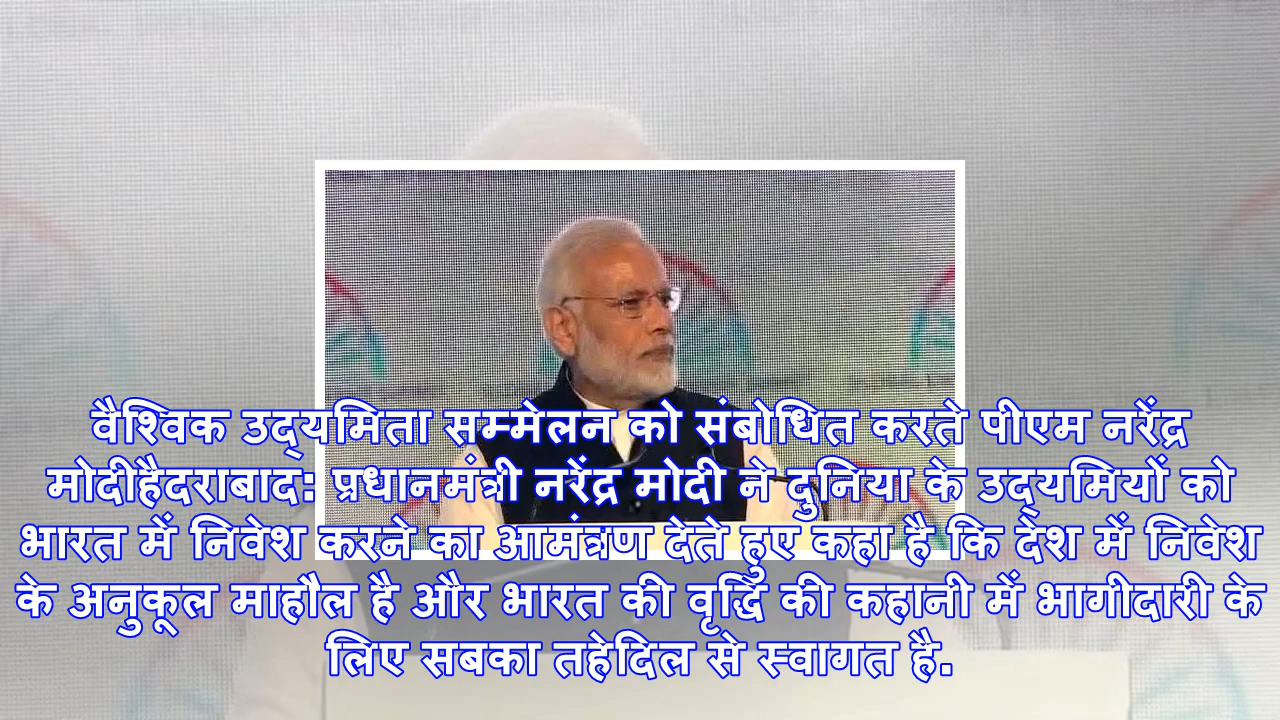 वैश्विक उद्यमिता सम्मेलन को संबोधित करते पीएम नरेंद्र
मोदीहैदराबाद: प्रधानमंत्री नरेंद्र मोदी ने दुनिया के उद्यमियों को
भारत में निवेश करने का आमंत्रण देते हुए कहा है कि देश में निवेश
के अनुकूल माहौल है और भारत की वृद्धि की कहानी में भागीदारी के
लिए सबका तहेदिल से स्वागत है.